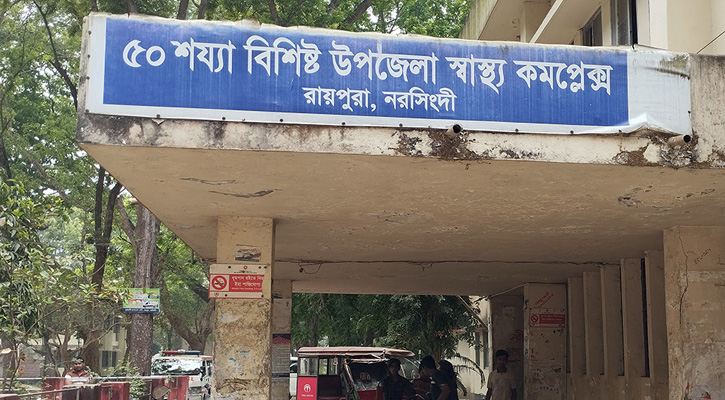 ৫০ শয্যা বিশিষ্ট উপজেলা স্বাস্থ্য কমপ্লেক্স
রায়পুরা, নরসিংদী